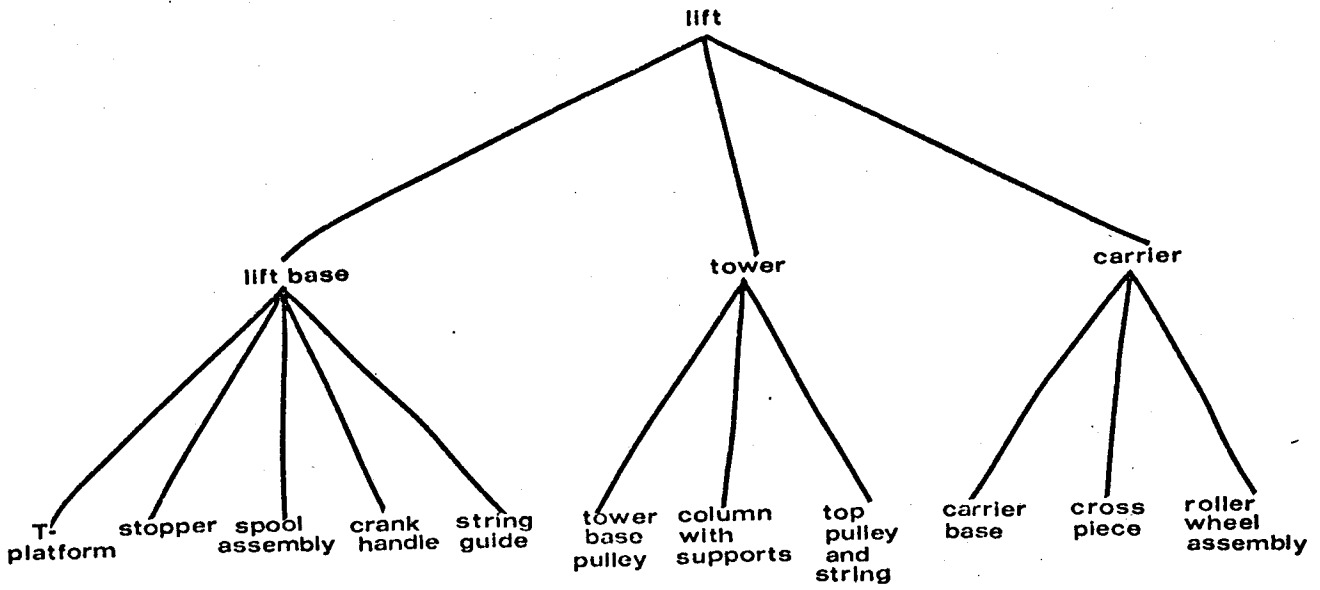 lift
lift base
tower
carrier
T-
platform
stopper
spool
assembly
crank
handle
string
guide
tower
base
pulley
column
with
supports
top
pulley
and
string
carrier
base
cross
piece
roller
wheel
assembly